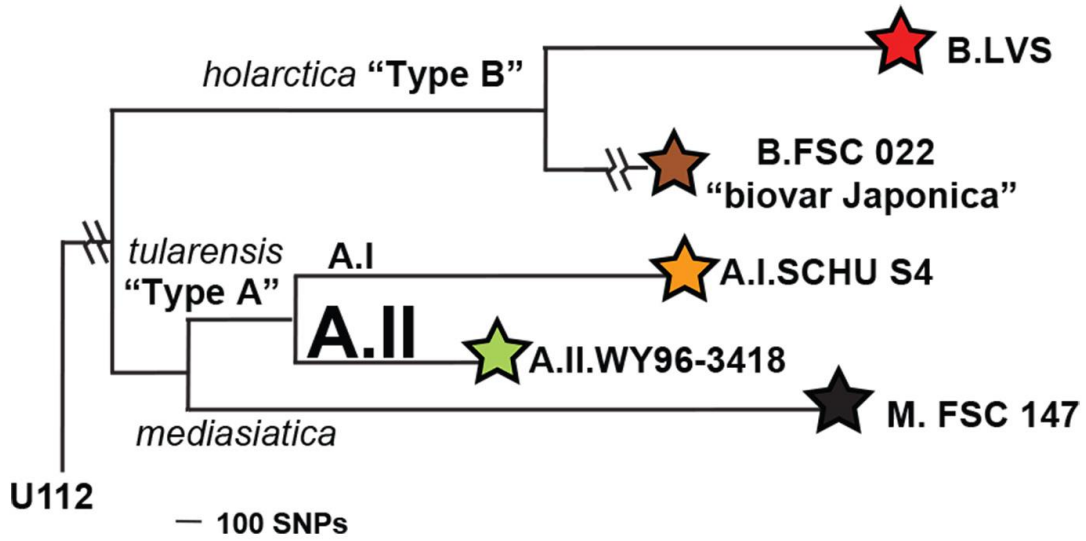 B.LVS
holarctica “Type B”
B.FSC 022
“biovar Japonica”
tularensis
“Type A”
A.I
A.I.SCHU S4
A.II
A.II.WY96-3418
M. FSC 147
mediasiatica
U112
100 SNPs